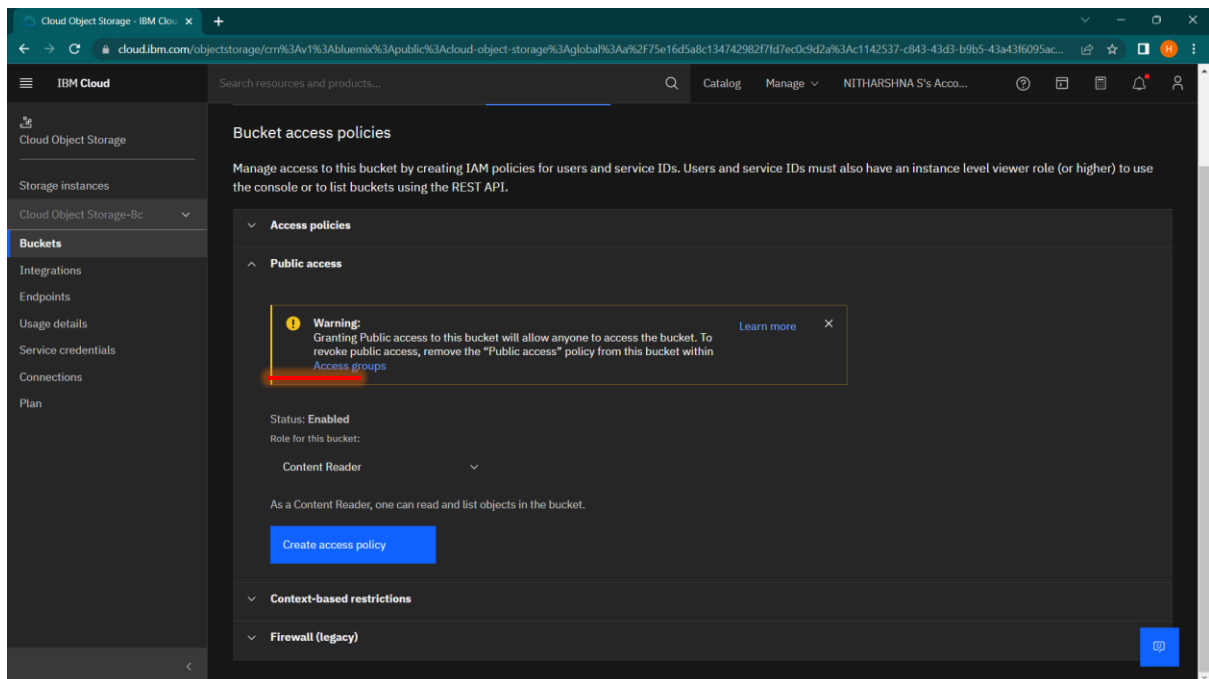 Cloud Object Storage - IBM Clou
cloud.ibm.com/objectstorage/crn%3Av1%3Abluemix%3Apublic%3Acloud-object-storage%3Aglobal%3Aa%2F75e16d5a8c134742982f7fd7ec0c9d2a%3Ac1142537-c843-43d3-b9b5-43a43f6095ac...
H
IBM Cloud
Search resources and products...
Catalog
Manage
NITHARSHNA S's Acco...
Cloud Object Storage
Storage instances
Cloud Object Storage-8c
Buckets
Integrations
Endpoints
Usage details
Service credentials
Connections
Plan
Bucket access policies
Manage access to this bucket by creating IAM policies for users and service IDs. Users and service IDs must also have an instance level viewer role (or higher) to use
the console or to list buckets using the REST API.
Access policies
Public access
Warning:
Granting Public access to this bucket will allow anyone to access the bucket. To
revoke public access, remove the "Public access" policy from this bucket within
Access groups
Learn more
Status: Enabled
Role for this bucket:
Content Reader
As a Content Reader, one can read and list objects in the bucket.
Create access policy
Context-based restrictions
Firewall (legacy)